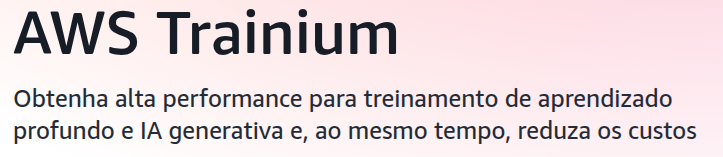 AWS Trainium
Obtenha alta performance para treinamento de aprendizado
profundo e IA generativa e, ao mesmo tempo, reduza os custos